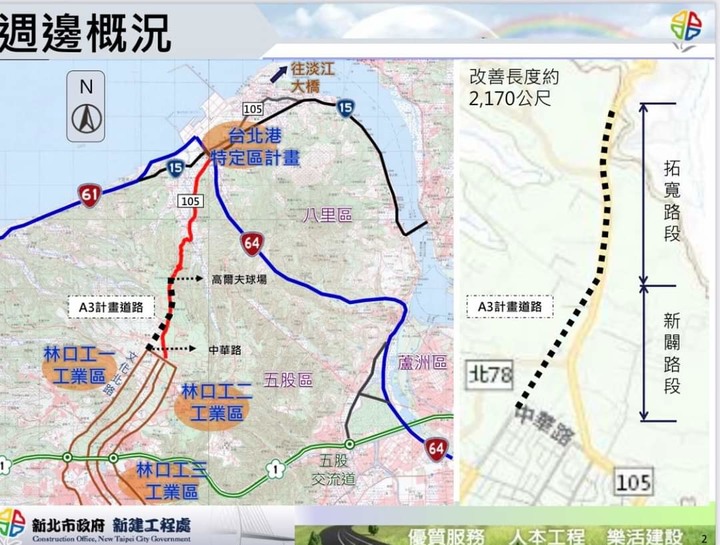 週邊概況
N
往淡江
大橋
105
15
台北港
特定區計畫
15
61
105
八里區
64
高爾夫球場
A3計畫道路
中華路
林口工一
工業區
文化北路
林口工二
工業區
五股區
蘆洲區
林口工三
工業區
1
1
五股
交流道
64
改善長度約
2,170公尺
拓寬路段
A3計畫道路
新闢路段
北78
中華路
105
新北市政府 新建工程處
Construction Office, New Taipei City Government
優質服務 人本工程 樂活建設
2